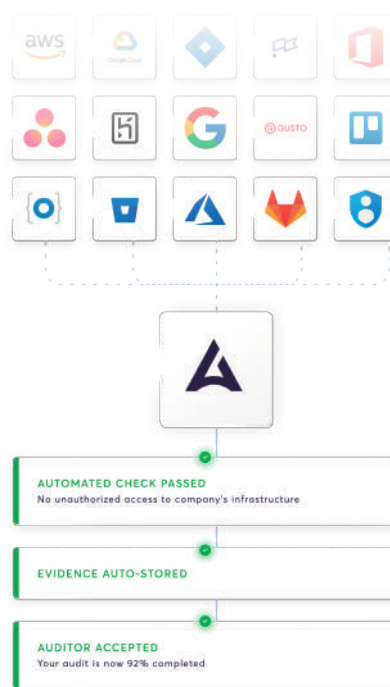 aws
Google Cloud
GUSTO
AUTOMATED CHECK PASSED
No unauthorized access to company's infrastructure
EVIDENCE AUTO-STORED
AUDITOR ACCEPTED
Your audit is now 92% completed